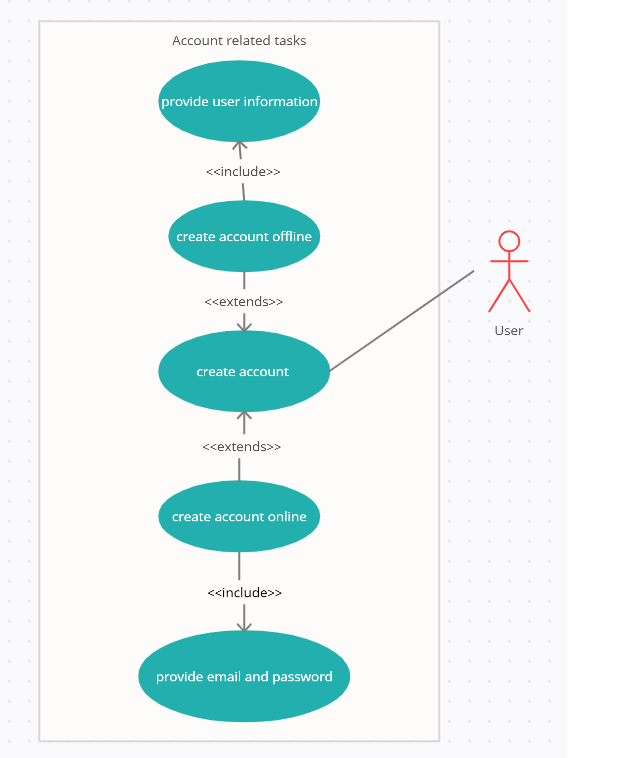 Account related tasks
provide user information
<<include>>
create account offline
<<extends>>
User
create account
<<extends>>
create account online
<<include>>
provide email and password